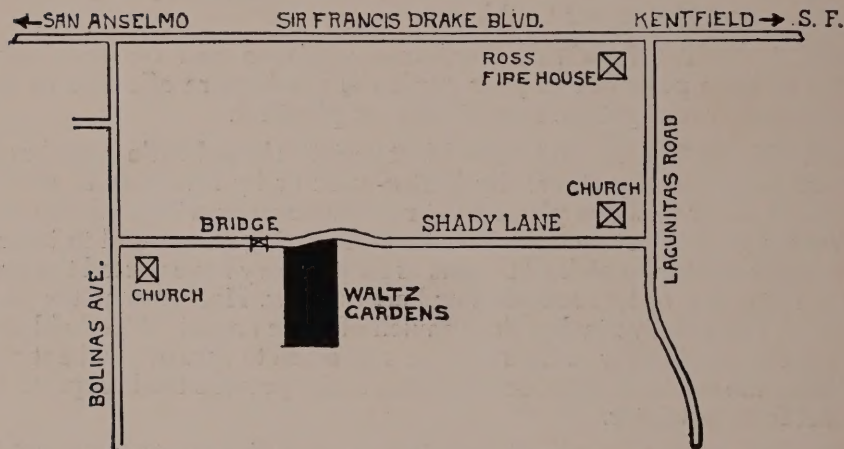 ← SAN ANSELMO SIR FRANCIS DRAKE BLVD. KENTFIELD → S. F.
ROSS
FIRE HOUSE
LAGUNITAS ROAD
CHURCH
BRIDGE
SHADY LANE
CHURCH
WALTZ
GARDENS
BOLINAS AVE.